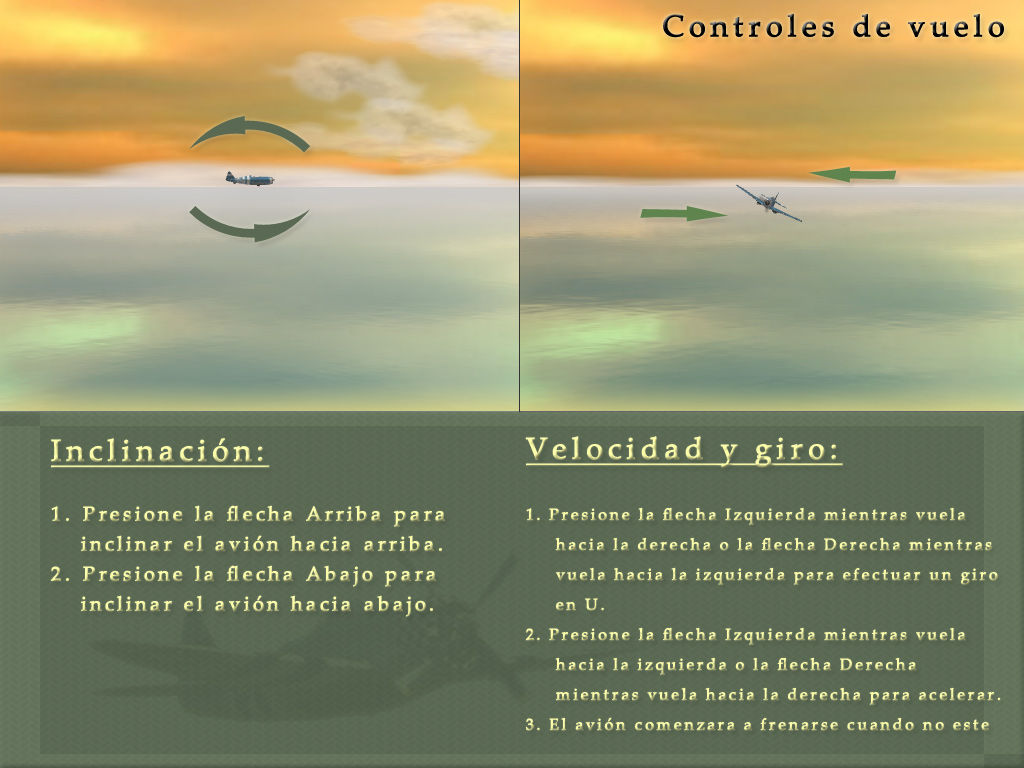 Controles de vuelo
Inclinación:
1. Presione la flecha Arriba para
inclinar el avión hacia arriba.
2. Presione la flecha Abajo para
inclinar el avión hacia abajo.
Velocidad y giro:
1. Presione la flecha Izquierda mientras vuela
hacia la derecha o la flecha Derecha mientras
vuela hacia la izquierda para efectuar un giro
en U.
2. Presione la flecha Izquierda mientras vuela
hacia la izquierda o la flecha Derecha
mientras vuela hacia la derecha para acelerar.
3. El avión comenzara a frenarse cuando no este